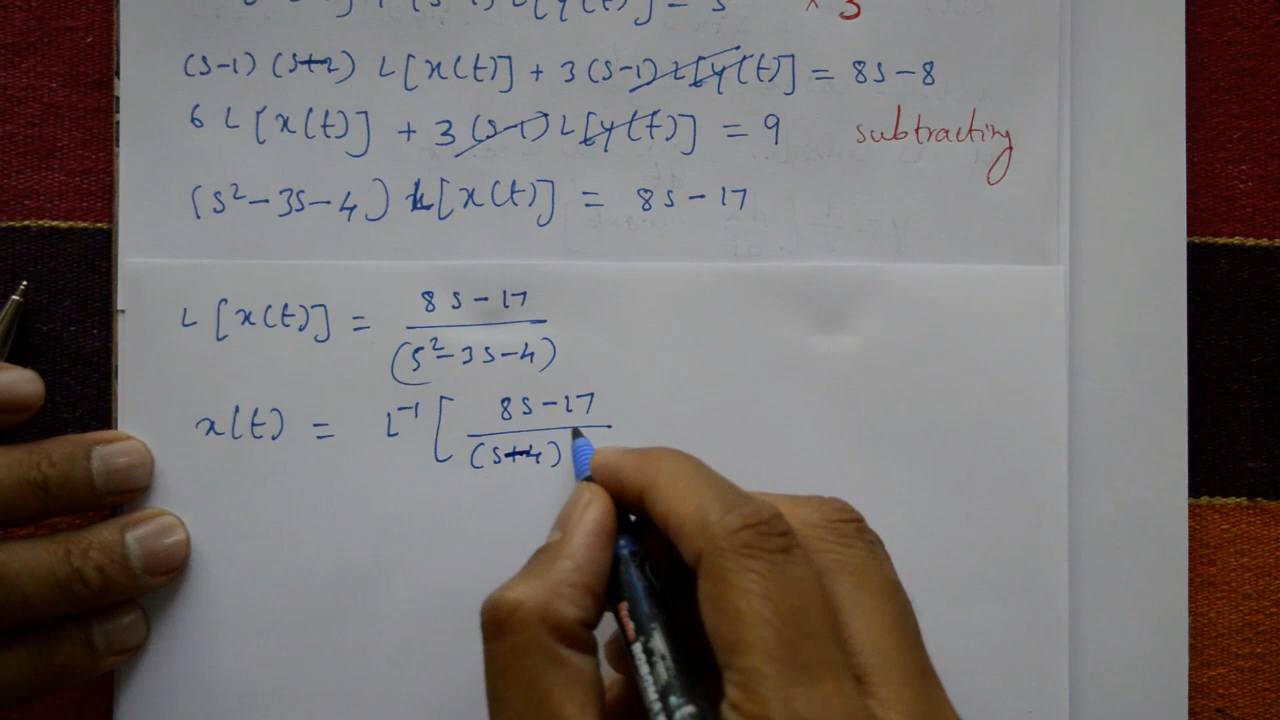 (s-1) (s+2) L[x(t)] + 3(s-1) L[y(t)] = 8s-8
6 L[x(t)] + 3(s-1) L[y(t)] = 9 subtracting
(s²-3s-4) L[x(t)] = 8s-17
L[x(t)] = 8s-17
(s²-3s-4)
x(t) = L⁻¹[ 8s-17
(s+4)